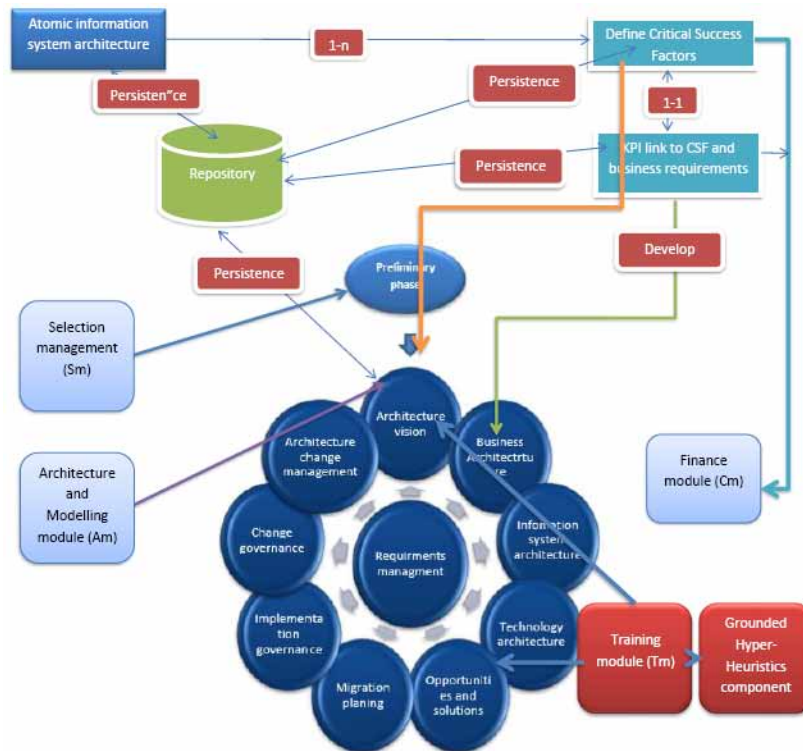 Atomic information
system architecture
1-n
Define Critical Success
Factors
Persisten"ce
Persistence
1-1
Repository
Persistence
KPI link to CSF and
business requirements
Persistence
Preliminary
phase
Develop
Selection
management
(Sm)
Architecture
vision
Architecture
change
management
Business
Architectrtu
re
Architecture
and
Modelling
module (Am)
Finance
module (Cm)
Change
governance
Infomation
system
architecture
Requirments
managment
Implementa
tion
governance
Technology
architecture
Training
module (Tm)
Grounded
Hyper-
Heuristics
component
Migration
planing
Opportuniti
es and
solutions